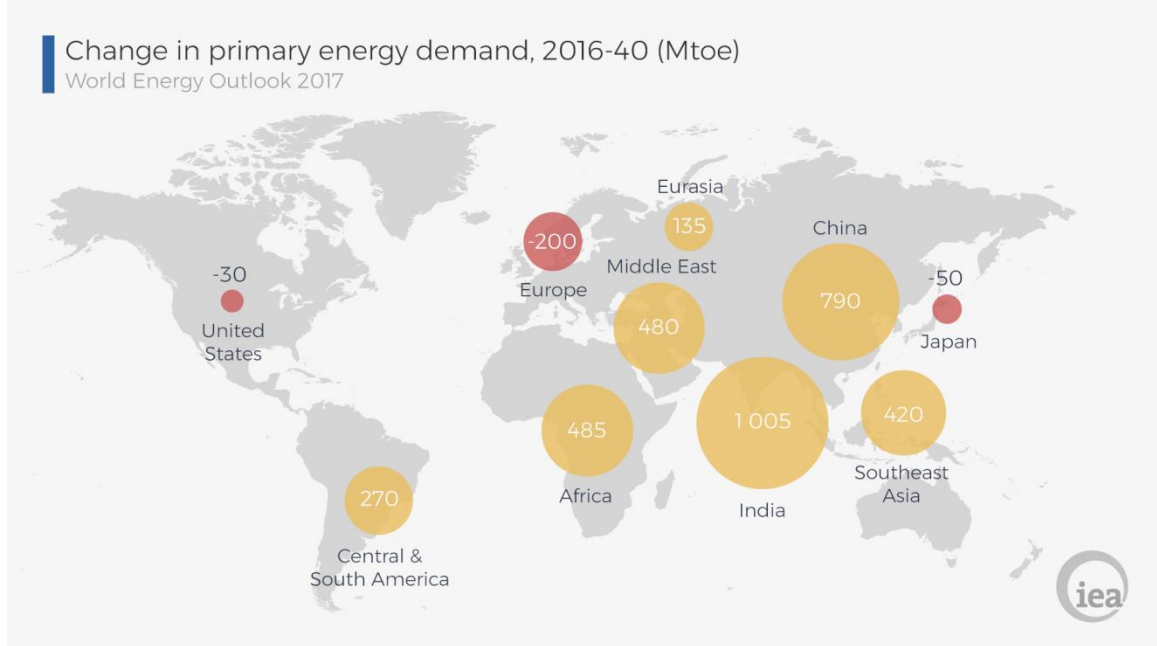 Change in primary energy demand, 2016-40 (Mtoe)
World Energy Outlook 2017
Eurasia
135
China
-200
Europe
Middle East
-30
United
States
790
-50
Japan
480
485
Africa
1 005
India
420
Southeast
Asia
270
Central &
South America
iea